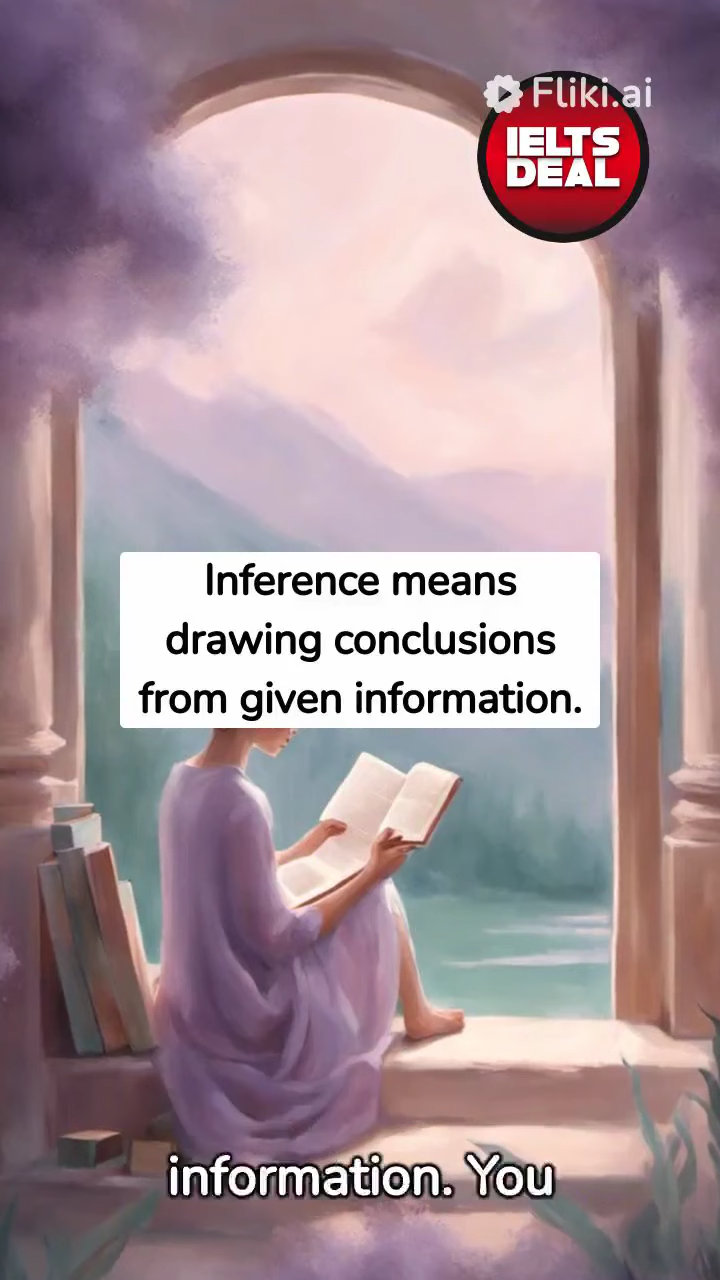 Fliki.ai
IELTS
DEAL
Inference means
drawing conclusions
from given information.
information. You